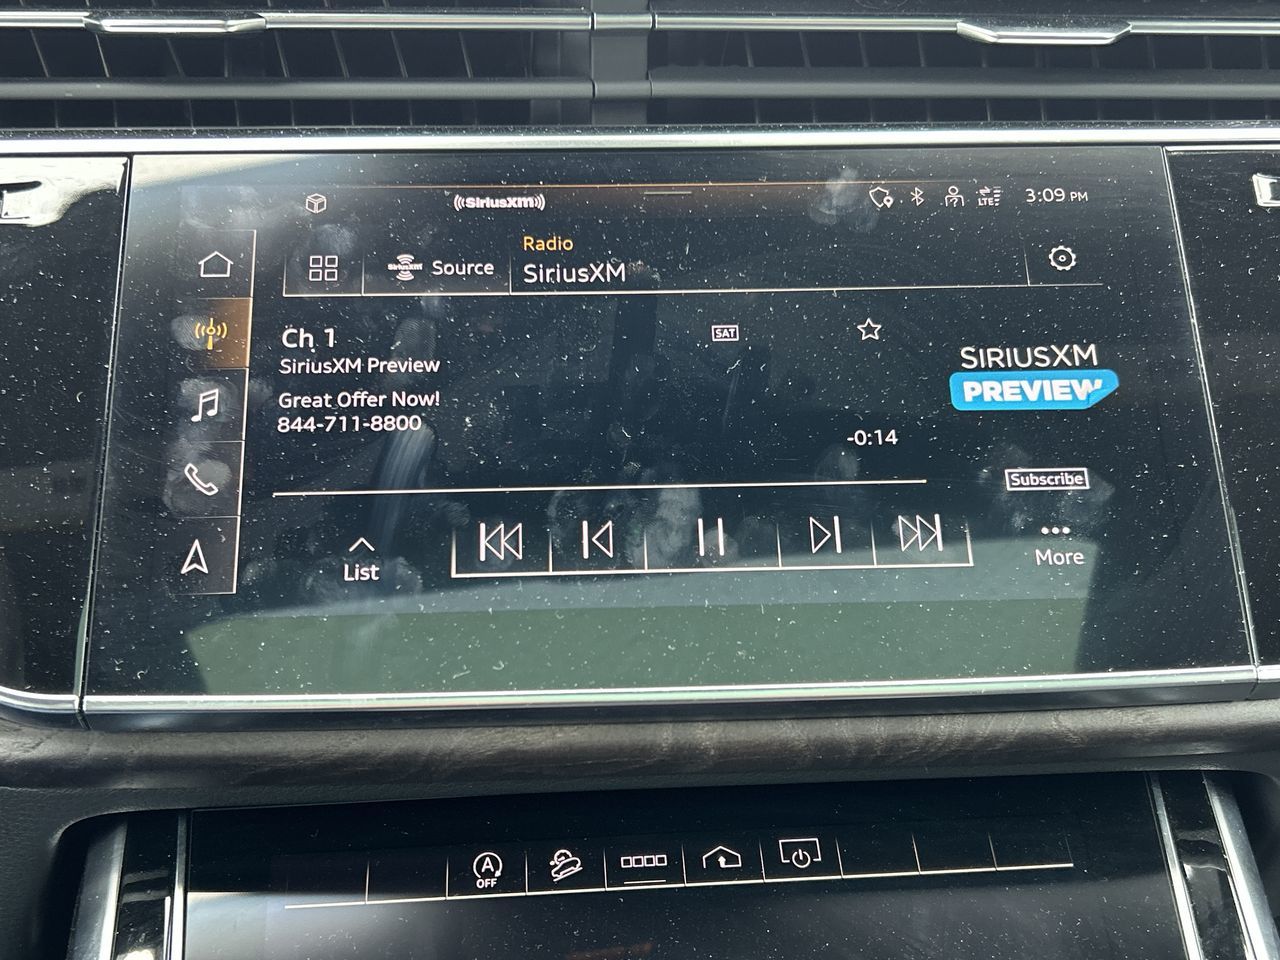 SiriusXM
LTE
3:09 PM
Radio
SiriusXM
Source
SiriusXM
Ch 1
SAT
SiriusXM Preview
Great Offer Now!
844-711-8800
-0:14
SIRIUSXM
PREVIEW
Subscribe
List
More
A
OFF